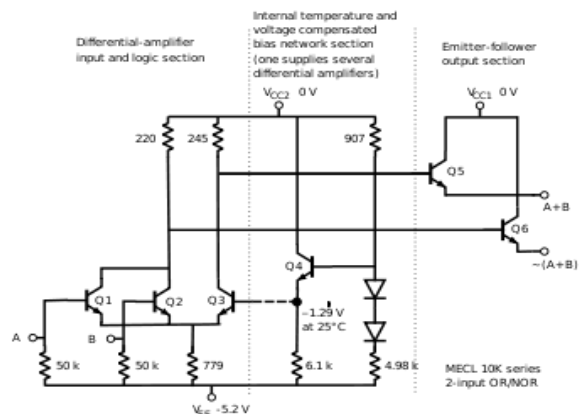 Differential-amplifier
input and logic section
Internal temperature and
voltage compensated
bias network section
(one supplies several
differential amplifiers)
Emitter-follower
output section
VCC2 0 V
VCC1 0 V
220
245
907
Q5
A+B
Q6
~(A+B)
Q4
Q1
Q2
Q3
–1.29 V
at 25°C
A
B
50 k
50 k
779
6.1 k
4.98 k
MECL 10K series
2-input OR/NOR
VEE -5.2 V